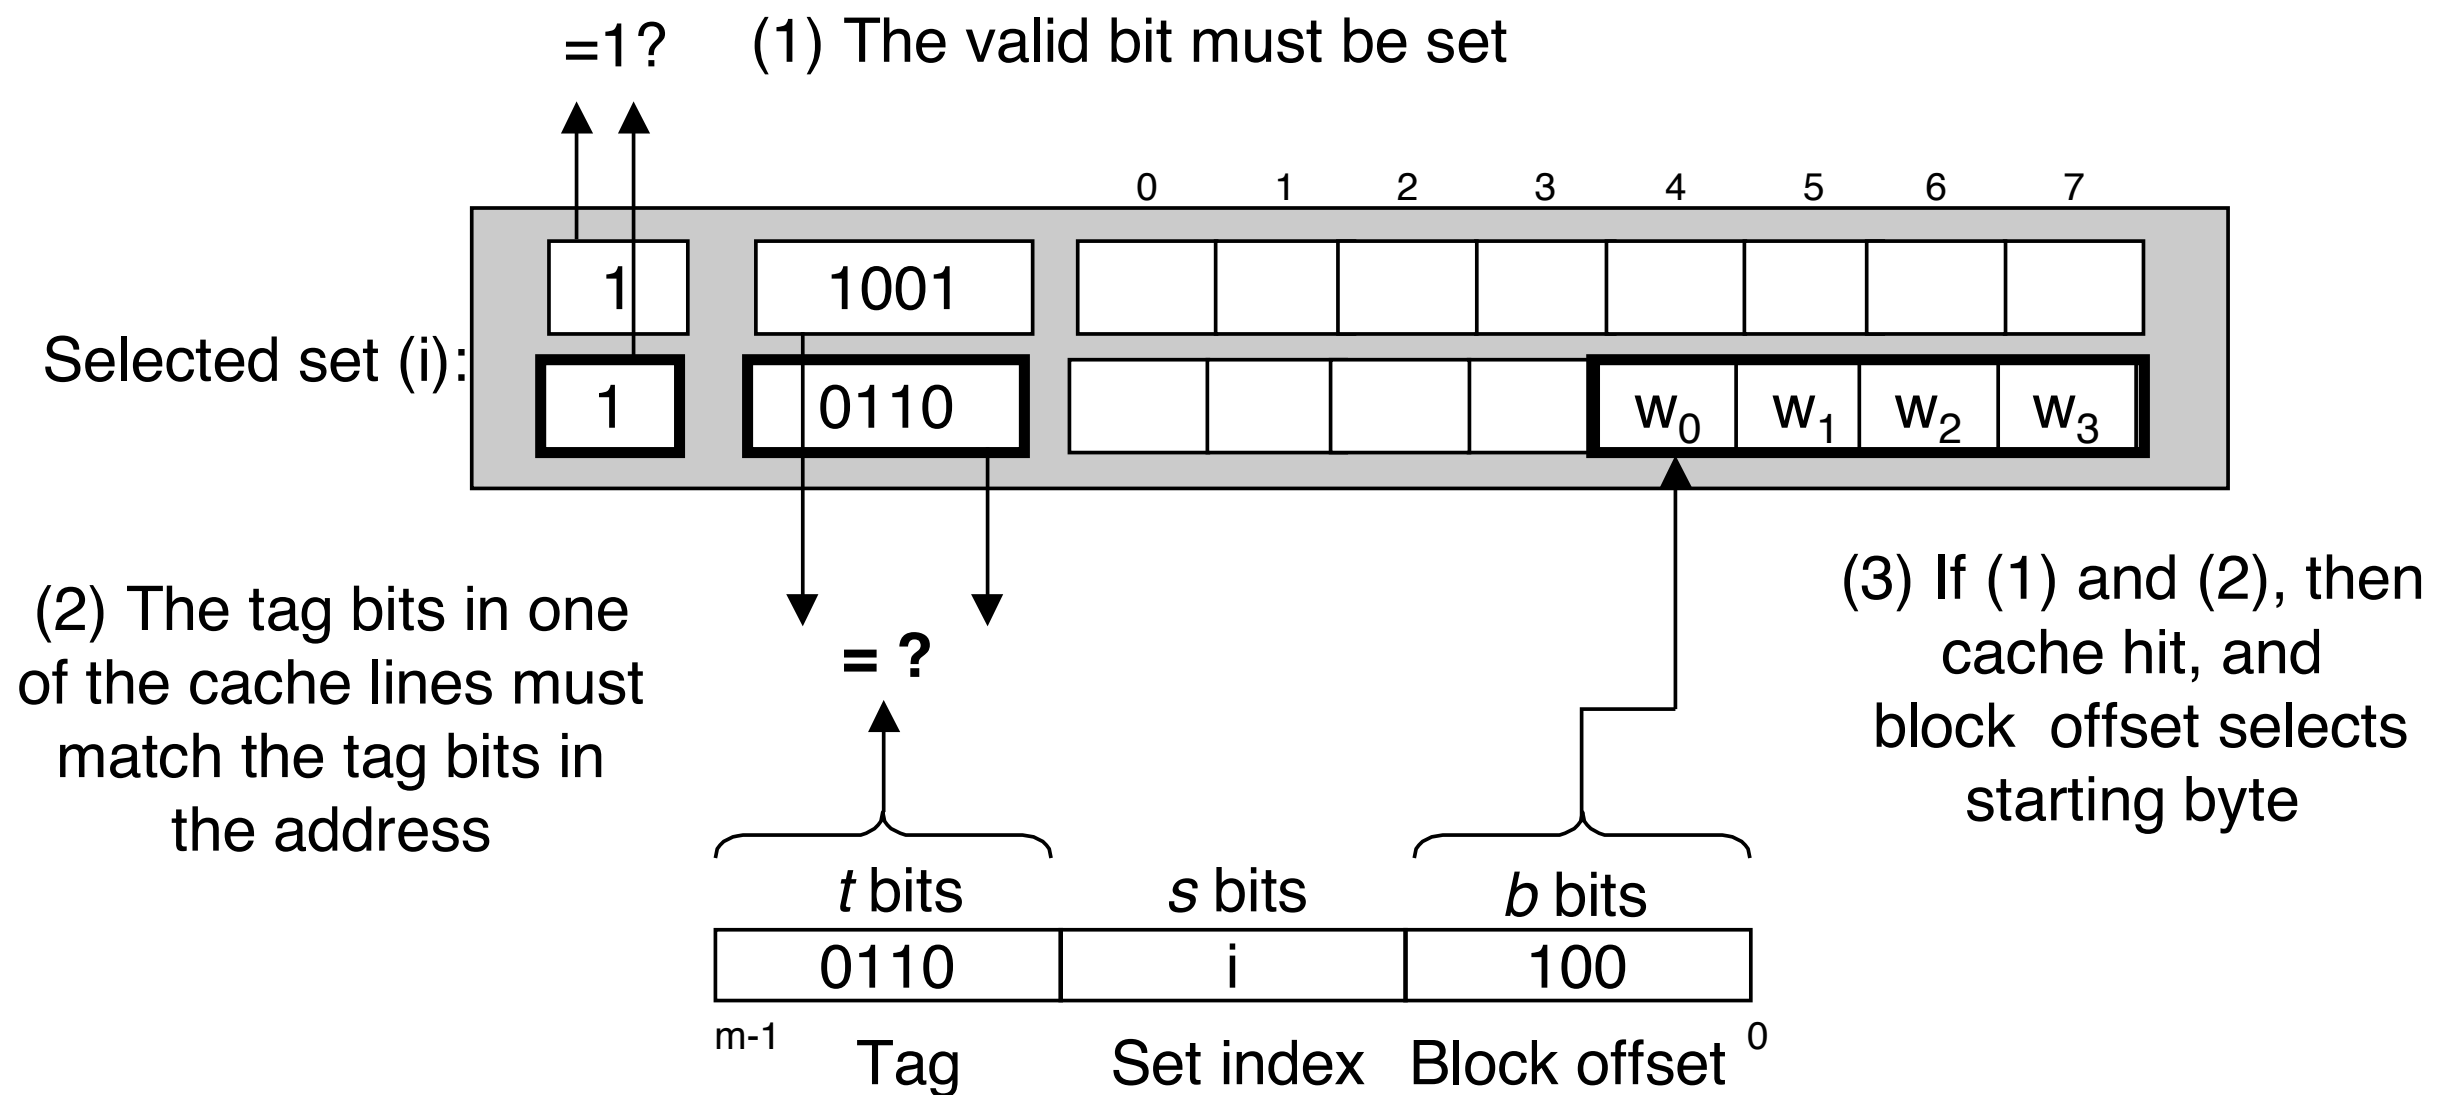 =1? (1) The valid bit must be set
0 1 2 3 4 5 6 7
1 1001
Selected set (i):
1 0110 w0 w1 w2 w3
(2) The tag bits in one
of the cache lines must
match the tag bits in
the address
= ?
(3) If (1) and (2), then
cache hit, and
block offset selects
starting byte
t bits s bits b bits
0110 i 100
m-1 0
Tag Set index Block offset